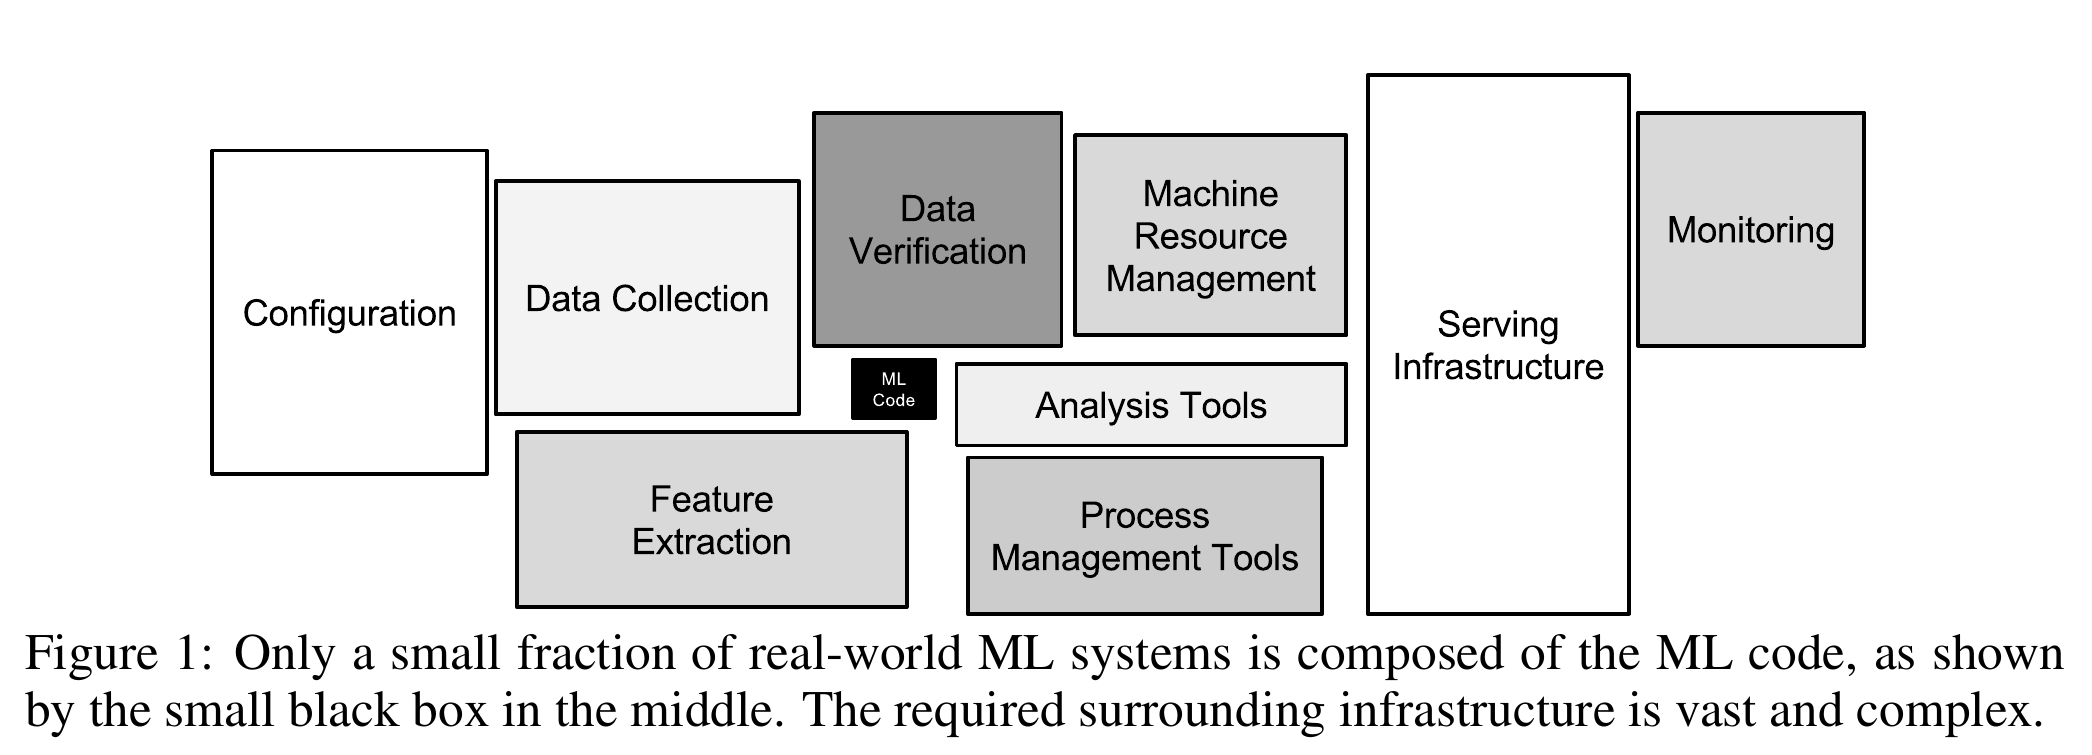 Configuration
Data Collection
Data
Verification
Machine
Resource
Management
Serving
Infrastructure
Monitoring
ML
Code
Analysis Tools
Feature
Extraction
Process
Management Tools
Figure 1: Only a small fraction of real-world ML systems is composed of the ML code, as shown
by the small black box in the middle. The required surrounding infrastructure is vast and complex.